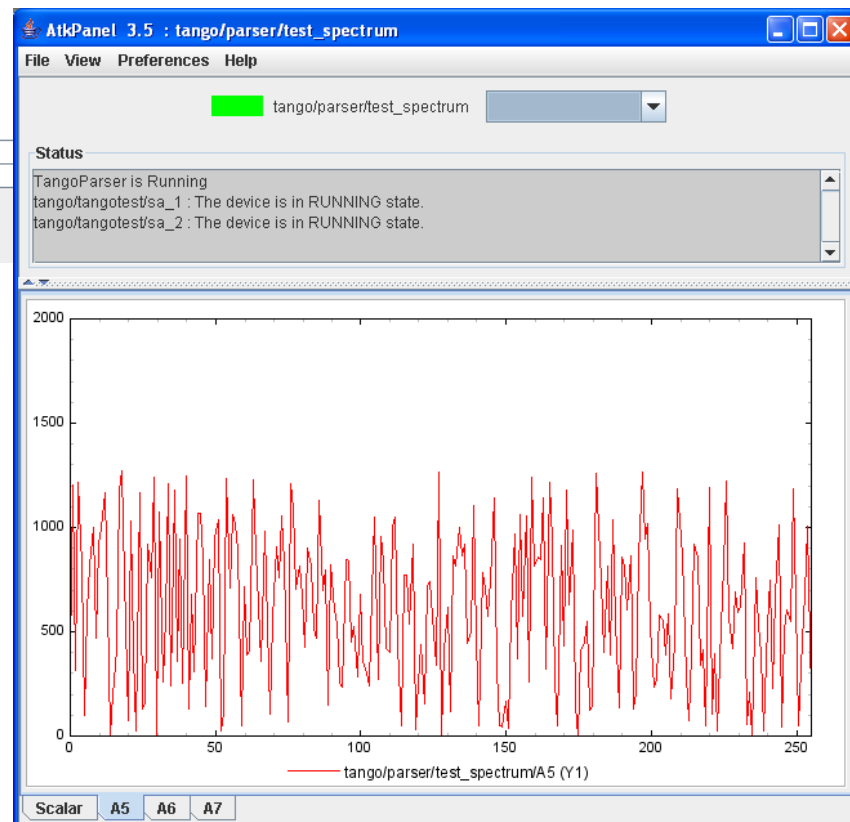 AtkPanel 3.5 : tango/parser/test_spectrum
File View Preferences Help
tango/parser/test_spectrum
Status
TangoParser is Running
tango/tangotest/sa_1 : The device is in RUNNING state.
tango/tangotest/sa_2 : The device is in RUNNING state.
2000
1500
1000
500
0
0 50 100 150 200 250
tango/parser/test_spectrum/A5 (Y1)
Scalar A5 A6 A7